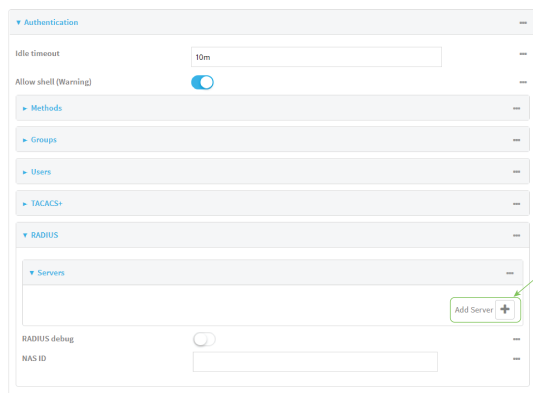 Authentication
Idle timeout
10m
Allow shell (Warning)
Methods
Groups
Users
TACACS+
RADIUS
Servers
Add Server
RADIUS debug
NAS ID